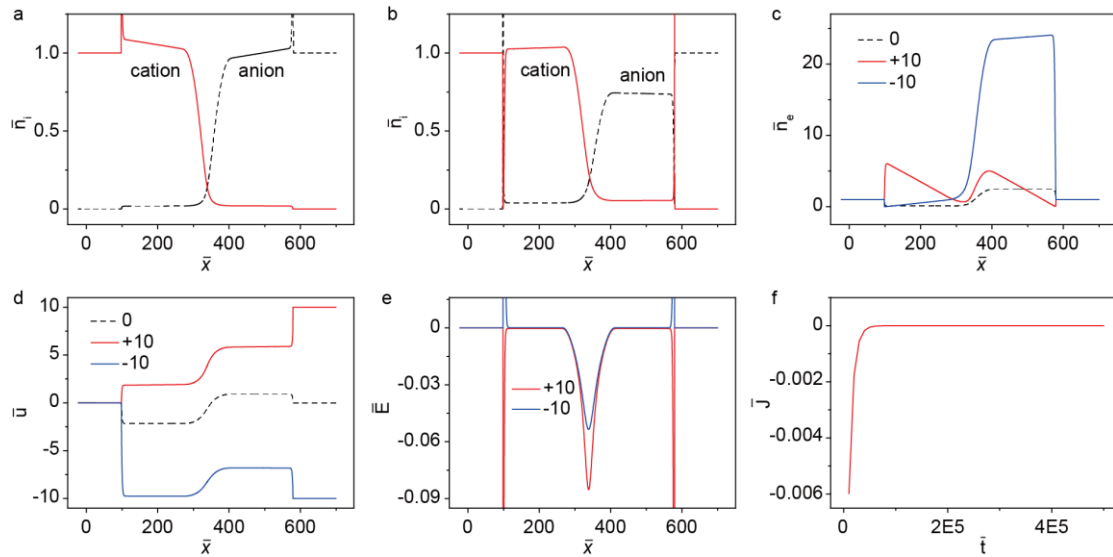 a
1.0
0.5
0
n̄ᵢ
cation
anion
0 200 400 600
x̄
b
1.0
0.5
0
n̄ᵢ
cation
anion
0 200 400 600
x̄
c
0
+10
-10
20
10
0
n̄ₑ
0 200 400 600
x̄
d
0
+10
-10
10
5
0
-5
-10
ū
0 200 400 600
x̄
e
0
-0.03
-0.06
-0.09
Ē
+10
-10
0 200 400 600
x̄
f
0
-0.002
-0.004
-0.006
J̄
0 2E5 4E5
t̄